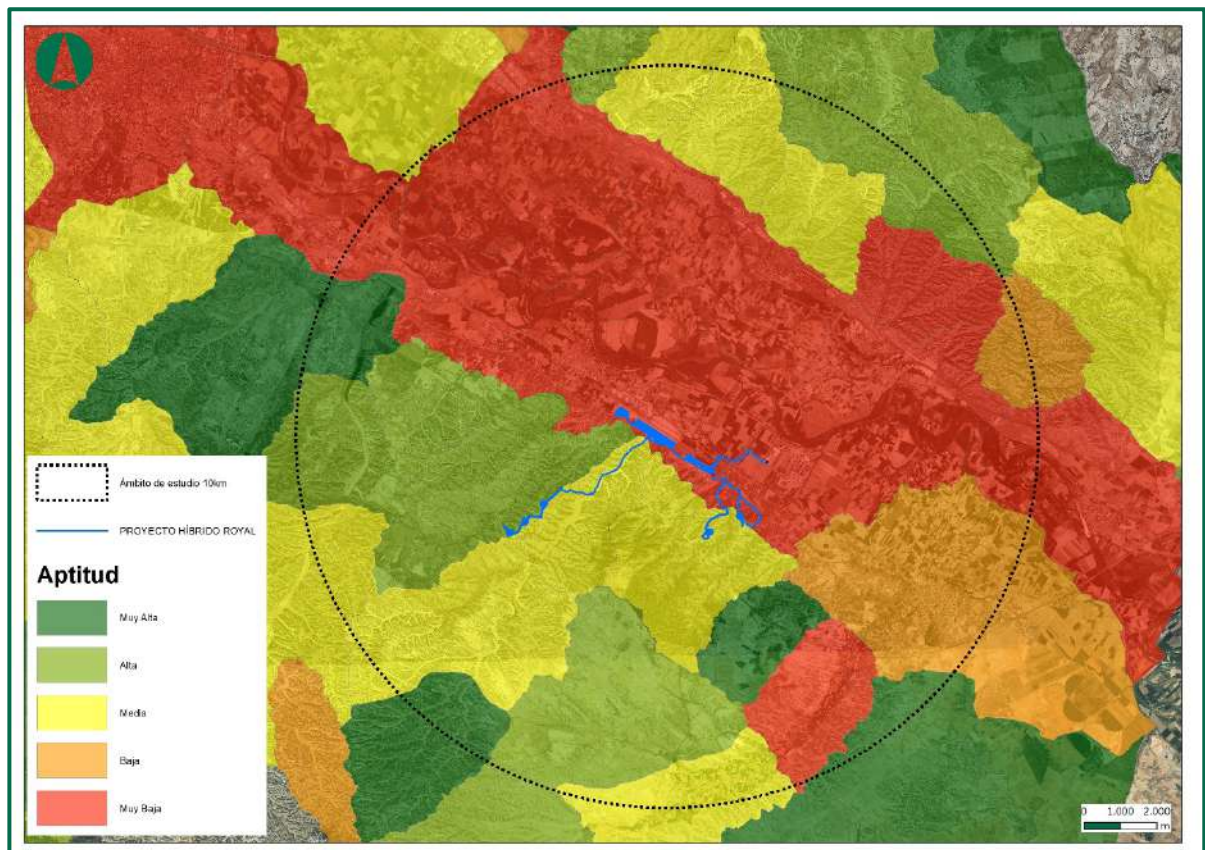 Ámbito de estudio 10km
PROYECTO HÍBRIDO ROYAL
Aptitud
Muy Alta
Alta
Media
Baja
Muy Baja
0 1.000 2.000
m